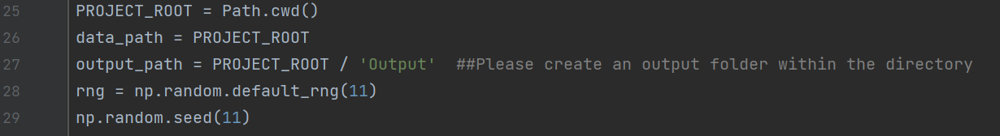 25 PROJECT_ROOT = Path.cwd()
26 data_path = PROJECT_ROOT
27 output_path = PROJECT_ROOT / 'Output'  ##Please create an output folder within the directory
28 rng = np.random.default_rng(11)
29 np.random.seed(11)